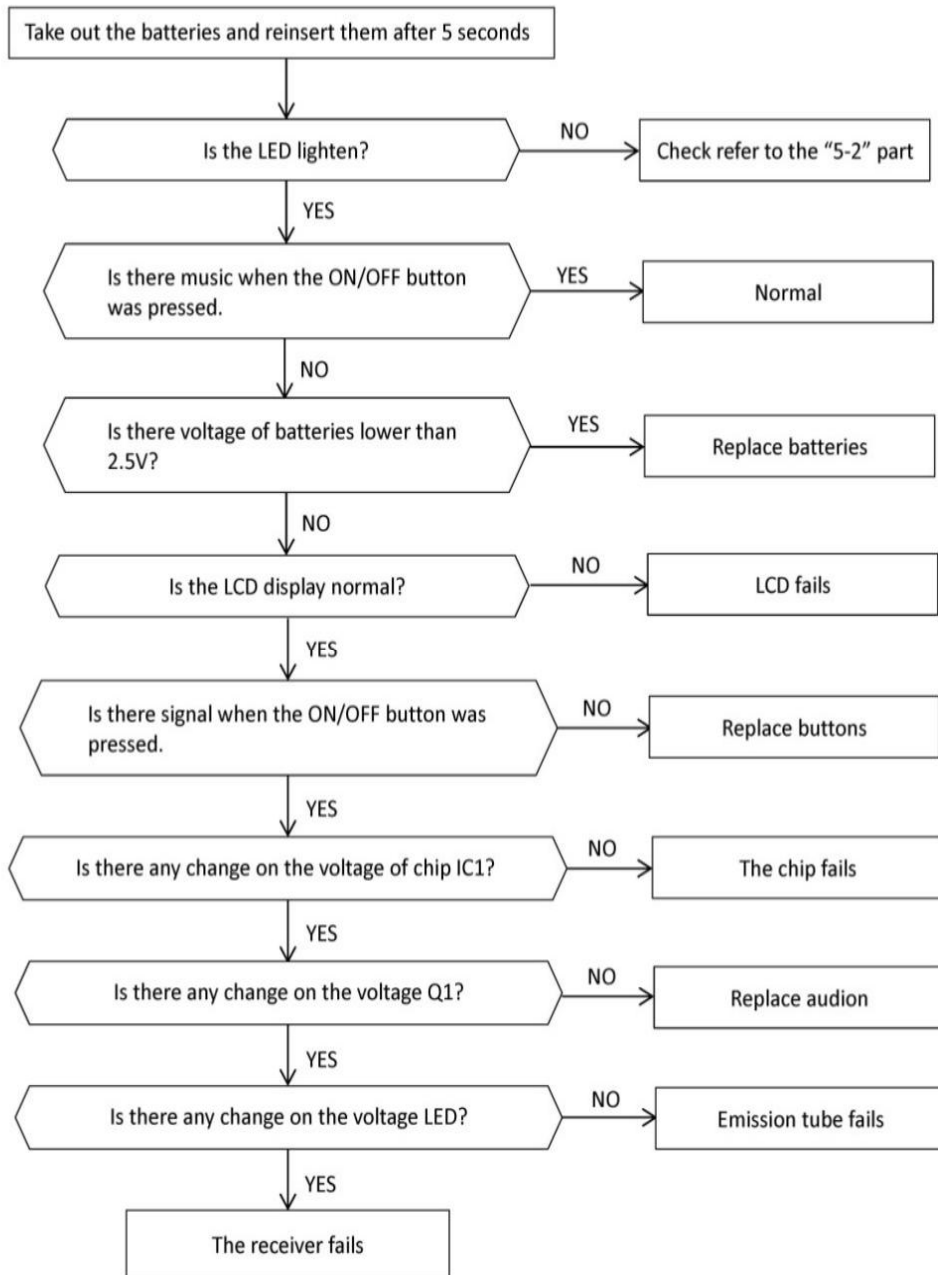 Take out the batteries and reinsert them after 5 seconds
Is the LED lighten?
NO
Check refer to the “5-2” part
YES
Is there music when the ON/OFF button
was pressed.
YES
Normal
NO
Is there voltage of batteries lower than
2.5V?
YES
Replace batteries
NO
Is the LCD display normal?
NO
LCD fails
YES
Is there signal when the ON/OFF button was
pressed.
NO
Replace buttons
YES
Is there any change on the voltage of chip IC1?
NO
The chip fails
YES
Is there any change on the voltage Q1?
NO
Replace audion
YES
Is there any change on the voltage LED?
NO
Emission tube fails
YES
The receiver fails